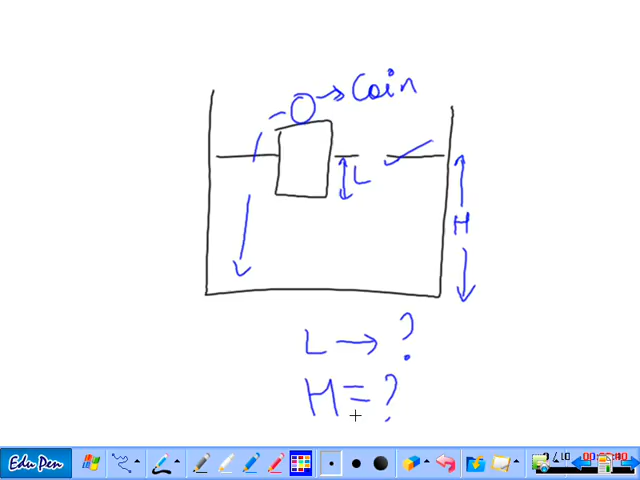 Coin
L
H
L → ?
H = ?
Edu Pen